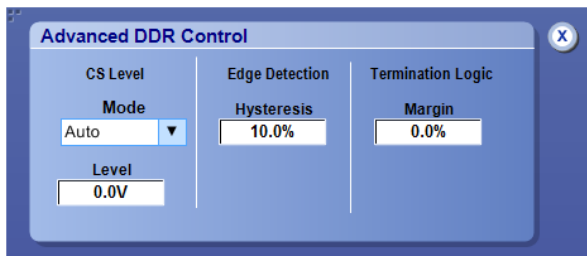 Advanced DDR Control
X
CS Level
Edge Detection
Termination Logic
Mode
Hysteresis
Margin
Auto
10.0%
0.0%
Level
0.0V